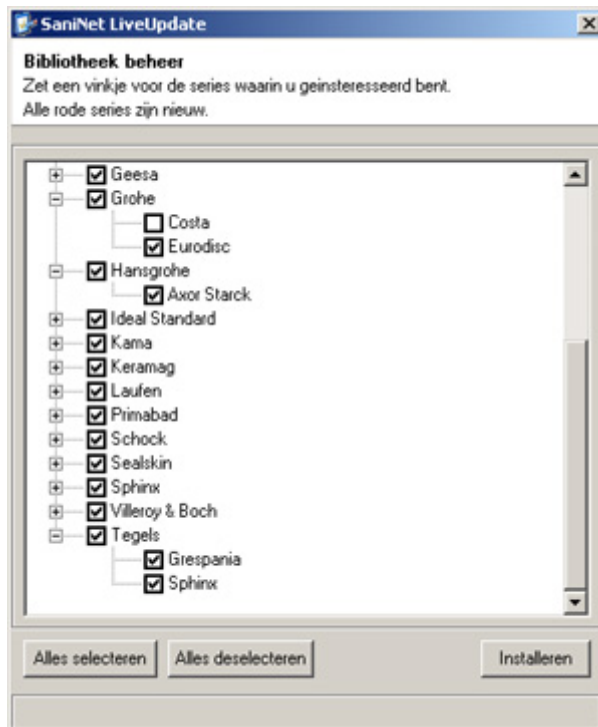 SaniNet LiveUpdate
Bibliotheek beheer
Zet een vinkje voor de series waarin u geinsteresseerd bent.
Alle rode series zijn nieuw.
Geesa
Grohe
Costa
Eurodisc
Hansgrohe
Axor Starck
Ideal Standard
Kama
Keramag
Laufen
Primabad
Schock
Sealskin
Sphinx
Villeroy & Boch
Tegels
Grespania
Sphinx
Alles selecteren Alles deselecteren Installeren